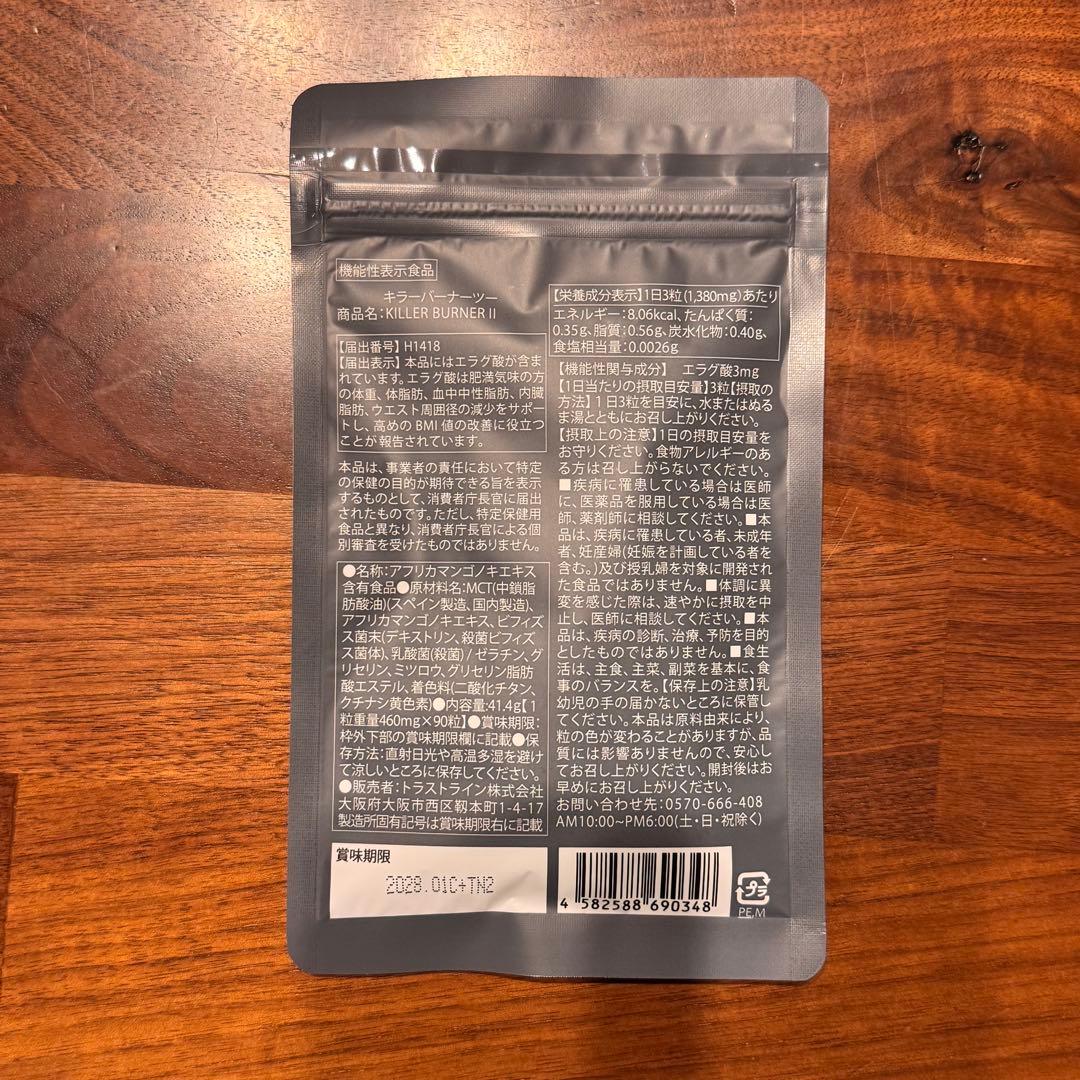 機能性表示食品
キラーバーナーツー
商品名:KILLER BURNER II
【届出番号】H1418
【届出表示】本品にはエラグ酸が含ま
れています。エラグ酸は肥満気味の方
の体重、体脂肪、血中中性脂肪、内臓
脂肪、ウエスト周囲径の減少をサポー
トし、高めのBMI値の改善に役立つ
ことが報告されています。
本品は、事業者の責任において特定
の保健の目的が期待できる旨を表示
するものとして、消費者庁長官に届出
されたものです。ただし、特定保健用
食品と異なり、消費者庁長官による個
別審査を受けたものではありません。
●名称:アフリカマンゴノキエキス
含有食品●原材料名:MCT(中鎖脂
肪酸油)(スペイン製造、国内製造)、
アフリカマンゴノキエキス、ビフィズ
ス菌末(デキストリン、殺菌ビフィズ
ス菌体)、乳酸菌(殺菌)/ゼラチン、グ
リセリン、ミツロウ、グリセリン脂肪
酸エステル、着色料(二酸化チタン、
クチナシ黄色素)●内容量:41.4g【1
粒重量460mg×90粒】●賞味期限:
枠外下部の賞味期限欄に記載●保
存方法:直射日光や高温多湿を避け
て涼しいところに保存してください。
●販売者:トラストライン株式会社
大阪府大阪市西区靱本町1-4-17
製造所固有記号は賞味期限右に記載
【栄養成分表示】1日3粒(1,380mg)あたり
エネルギー:8.06kcal、たんぱく質:
0.35g、脂質:0.56g、炭水化物:0.40g、
食塩相当量:0.0026g
【機能性関与成分】 エラグ酸3mg
【1日当たりの摂取目安量】3粒【摂取の
方法】1日3粒を目安に、水またはぬる
ま湯とともにお召し上がりください。
【摂取上の注意】1日の摂取目安量を
お守りください。食物アレルギーのあ
る方は召し上がらないでください。
■疾病に罹患している場合は医師
に、医薬品を服用している場合は医
師、薬剤師に相談してください。■本
品は、疾病に罹患している者、未成年
者、妊産婦(妊娠を計画している者を
含む。)及び授乳婦を対象に開発され
た食品ではありません。■体調に異
変を感じた際は、速やかに摂取を中
止し、医師に相談してください。■本
品は、疾病の診断、治療、予防を目的
としたものではありません。■食生
活は、主食、主菜、副菜を基本に、食
事のバランスを。【保存上の注意】乳
幼児の手の届かないところに保管し
てください。本品は原料由来により、
粒の色が変わることがありますが、品
質には影響ありませんので、安心し
てお召し上がりください。開封後はお
早めにお召し上がりください。
お問い合わせ先:0570-666-408
AM10:00~PM6:00(土・日・祝除く)
賞味期限
2028.01C+TN2
4 582588 690348
プラ
PE,M